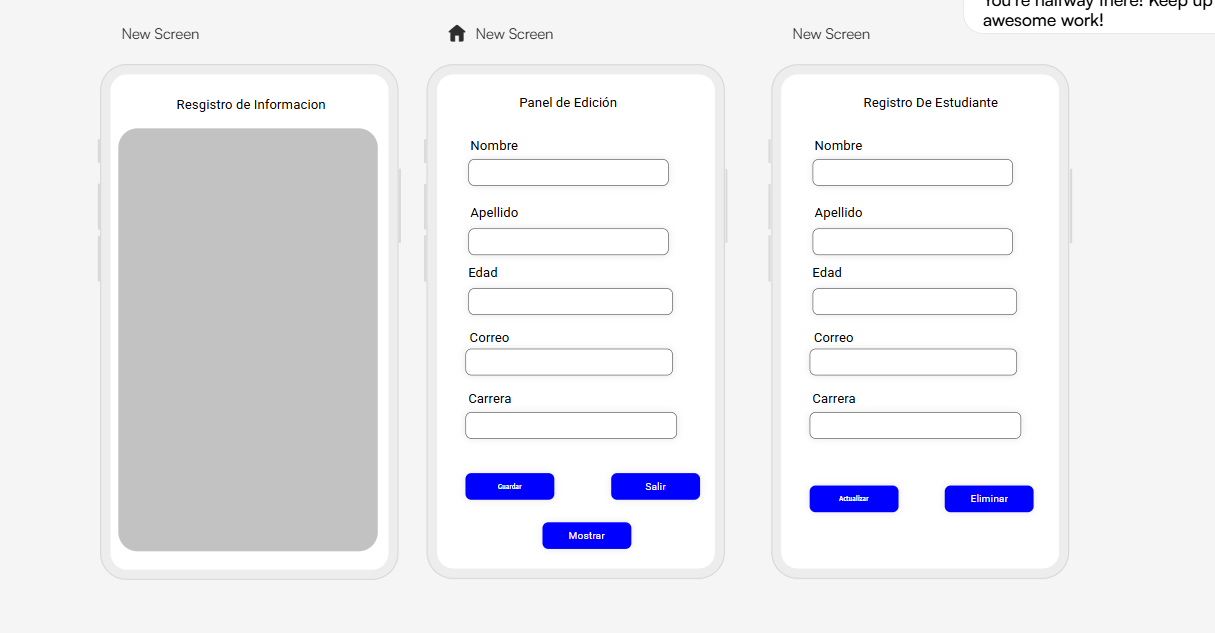 You're halfway there! Keep up
awesome work!
New Screen
New Screen
New Screen
Resgistro de Informacion
Panel de Edición
Nombre
Apellido
Edad
Correo
Carrera
Guardar
Salir
Mostrar
Registro De Estudiante
Nombre
Apellido
Edad
Correo
Carrera
Actualizar
Eliminar